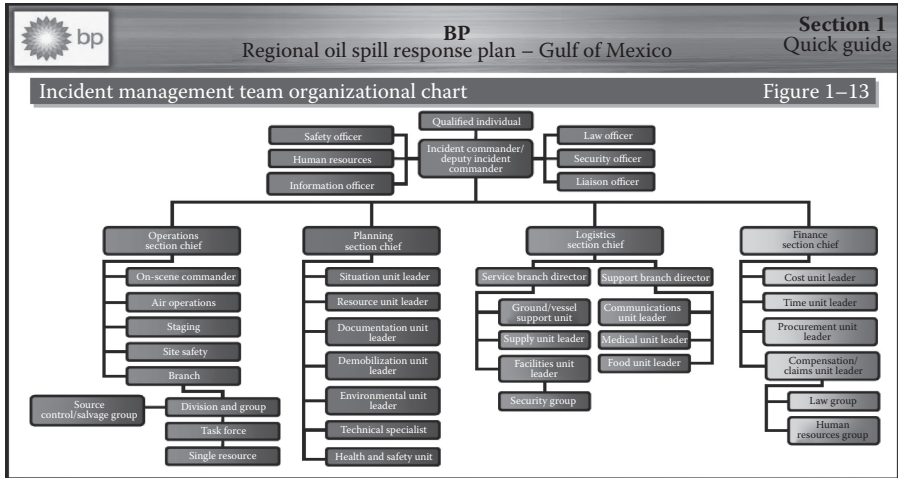 bp
BP
Regional oil spill response plan – Gulf of Mexico
Section 1
Quick guide
Incident management team organizational chart
Figure 1–13
Qualified individual
Safety officer
Human resources
Information officer
Incident commander/
deputy incident
commander
Law officer
Security officer
Liaison officer
Operations
section chief
On-scene commander
Air operations
Staging
Site safety
Branch
Source
control/salvage group
Division and group
Task force
Single resource
Planning
section chief
Situation unit leader
Resource unit leader
Documentation unit
leader
Demobilization unit
leader
Environmental unit
leader
Technical specialist
Health and safety unit
Logistics
section chief
Service branch director
Ground/vessel
support unit
Supply unit leader
Facilities unit
leader
Security group
Support branch director
Communications
unit leader
Medical unit leader
Food unit leader
Finance
section chief
Cost unit leader
Time unit leader
Procurement unit
leader
Compensation/
claims unit leader
Law group
Human
resources group